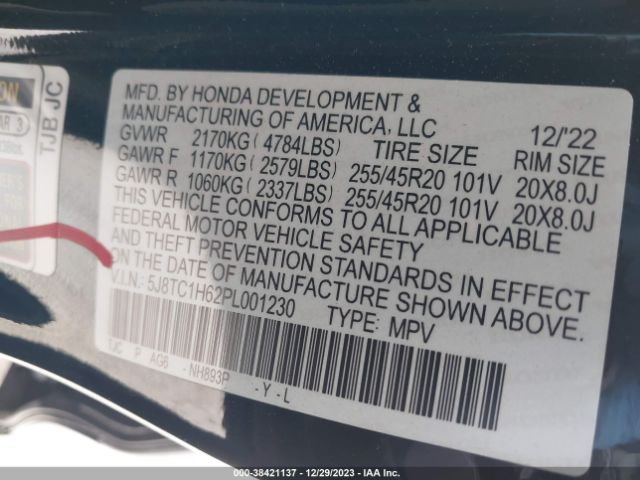 TJB JC
MFD. BY HONDA DEVELOPMENT &
MANUFACTURING OF AMERICA, LLC 12/'22
GVWR 2170KG (4784LBS) TIRE SIZE RIM SIZE
GAWR F 1170KG (2579LBS) 255/45R20 101V 20X8.0J
GAWR R 1060KG (2337LBS) 255/45R20 101V 20X8.0J
THIS VEHICLE CONFORMS TO ALL APPLICABLE
FEDERAL MOTOR VEHICLE SAFETY
AND THEFT PREVENTION STANDARDS IN EFFECT
ON THE DATE OF MANUFACTURE SHOWN ABOVE.
V.I.N.: 5J8TC1H62PL001230 TYPE: MPV
TJC P AG6 -NH893P -Y-L
000-38421137 - 12/29/2023 - IAA Inc.